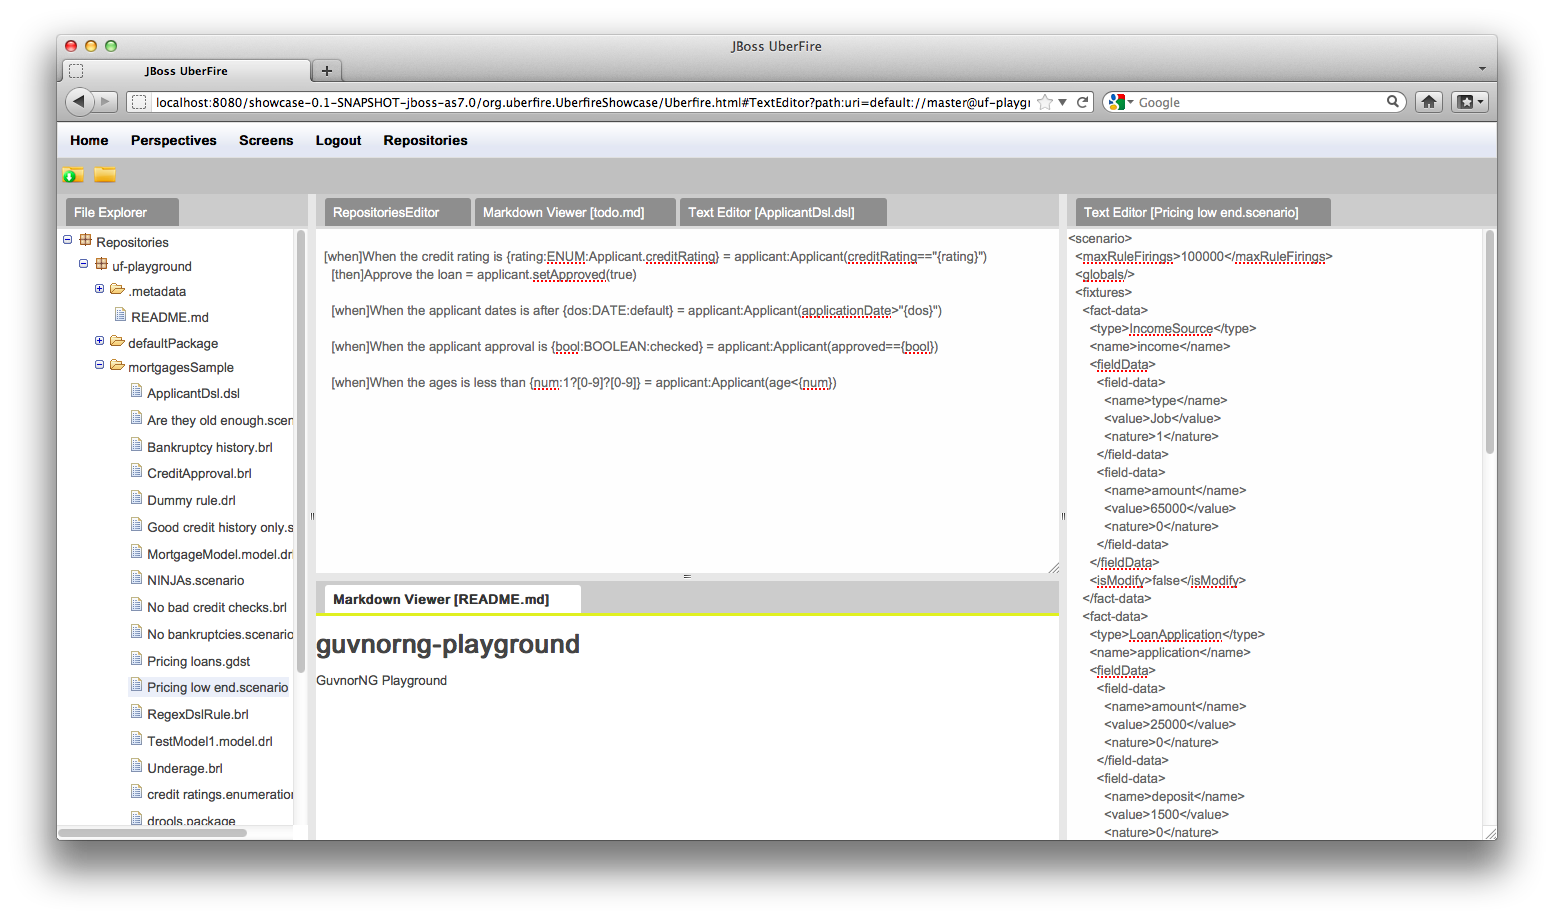 JBoss UberFire
JBoss UberFire
localhost:8080/showcase-0.1-SNAPSHOT-jboss-as7.0/org.uberfire.UberfireShowcase/Uberfire.html#TextEditor?path:uri=default://master@uf-playgr
Google
Home Perspectives Screens Logout Repositories
File Explorer
Repositories
uf-playground
.metadata
README.md
defaultPackage
mortgagesSample
ApplicantDsl.dsl
Are they old enough.scen
Bankruptcy history.brl
CreditApproval.brl
Dummy rule.drl
Good credit history only.s
MortgageModel.model.dr
NINJAs.scenario
No bad credit checks.brl
No bankruptcies.scenario
Pricing loans.gdst
Pricing low end.scenario
RegexDslRule.brl
TestModel1.model.drl
Underage.brl
credit ratings.enumeration
drools.package
RepositoriesEditor
Markdown Viewer [todo.md]
Text Editor [ApplicantDsl.dsl]
[when]When the credit rating is {rating:ENUM:Applicant.creditRating} = applicant:Applicant(creditRating=="{rating}")
[then]Approve the loan = applicant.setApproved(true)
[when]When the applicant dates is after {dos:DATE:default} = applicant:Applicant(applicationDate>"{dos}")
[when]When the applicant approval is {bool:BOOLEAN:checked} = applicant:Applicant(approved=={bool})
[when]When the ages is less than {num:1?[0-9]?[0-9]} = applicant:Applicant(age<{num})
Markdown Viewer [README.md]
guvnorng-playground
GuvnorNG Playground
Text Editor [Pricing low end.scenario]
<scenario>
<maxRuleFirings>100000</maxRuleFirings>
<globals/>
<fixtures>
<fact-data>
<type>IncomeSource</type>
<name>income</name>
<fieldData>
<field-data>
<name>type</name>
<value>Job</value>
<nature>1</nature>
</field-data>
<field-data>
<name>amount</name>
<value>65000</value>
<nature>0</nature>
</field-data>
</fieldData>
<isModify>false</isModify>
</fact-data>
<fact-data>
<type>LoanApplication</type>
<name>application</name>
<fieldData>
<field-data>
<name>amount</name>
<value>25000</value>
<nature>0</nature>
</field-data>
<field-data>
<name>deposit</name>
<value>1500</value>
<nature>0</nature>